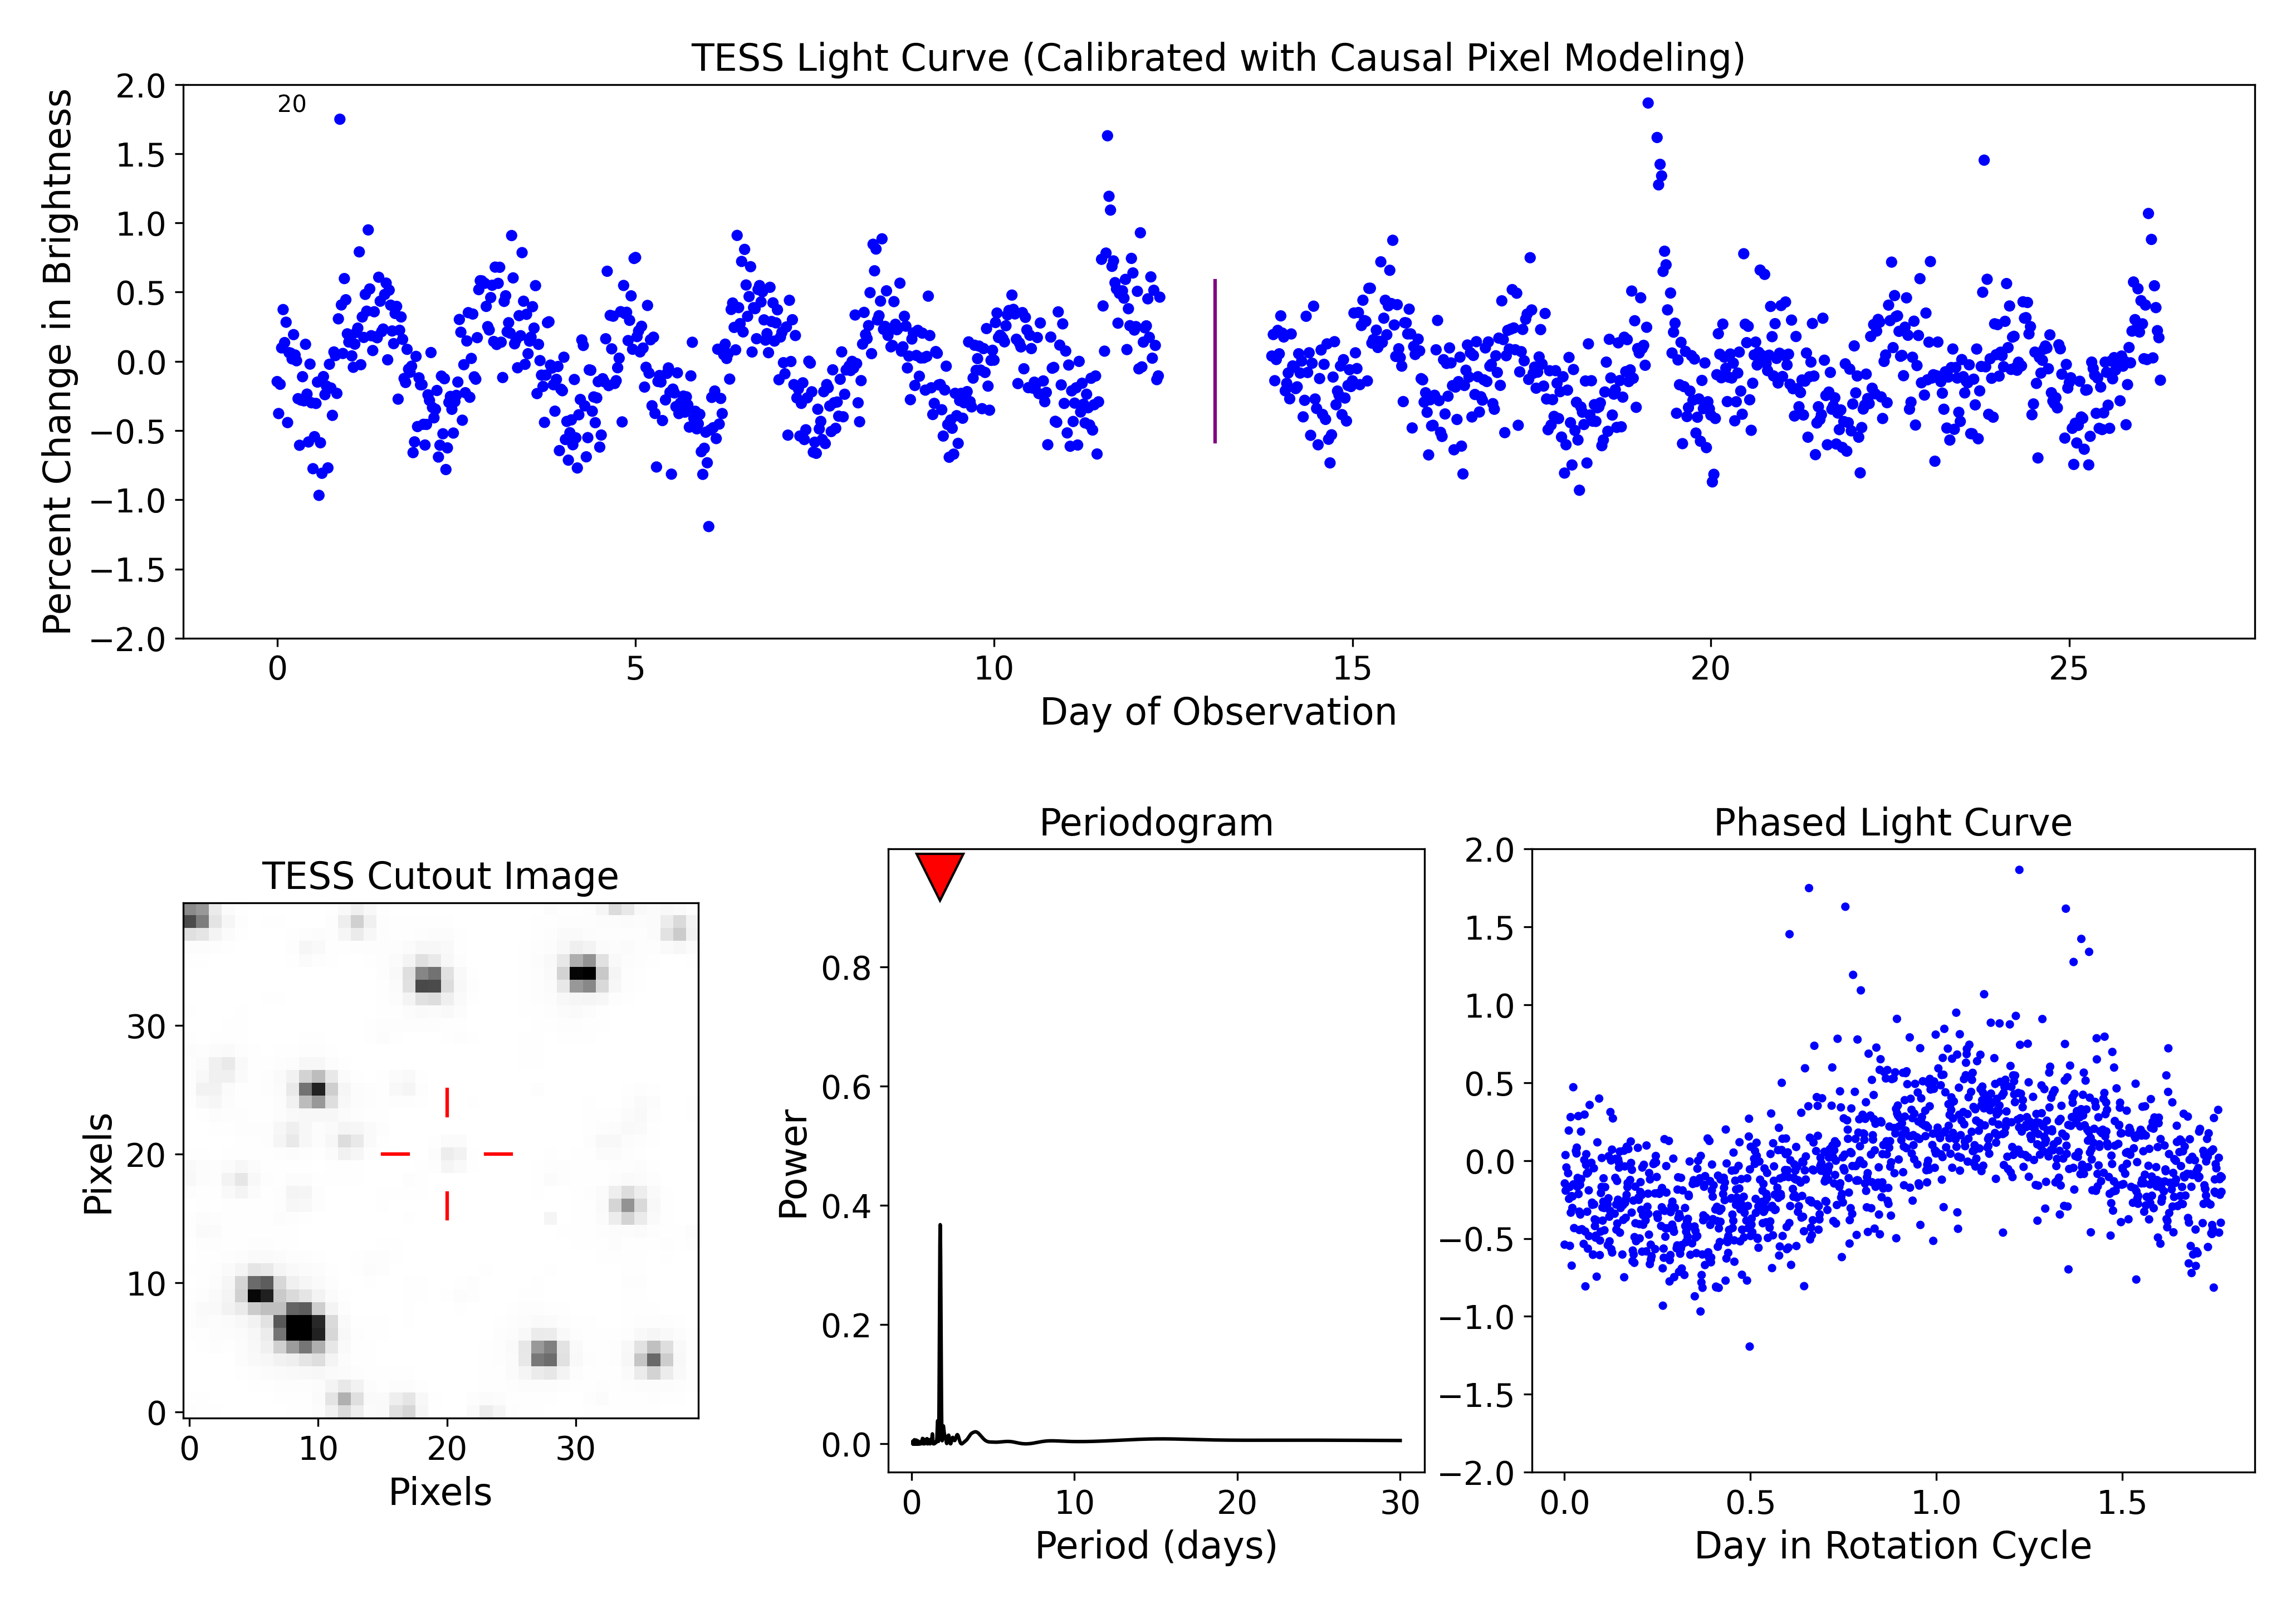 TESS Light Curve (Calibrated with Causal Pixel Modeling)
Percent Change in Brightness
2.0
1.5
1.0
0.5
0.0
−0.5
−1.0
−1.5
−2.0
20
0 5 10 15 20 25
Day of Observation
TESS Cutout Image
Pixels
30
20
10
0
0 10 20 30
Pixels
Periodogram
Power
0.8
0.6
0.4
0.2
0.0
0 10 20 30
Period (days)
Phased Light Curve
2.0
1.5
1.0
0.5
0.0
−0.5
−1.0
−1.5
−2.0
0.0 0.5 1.0 1.5
Day in Rotation Cycle